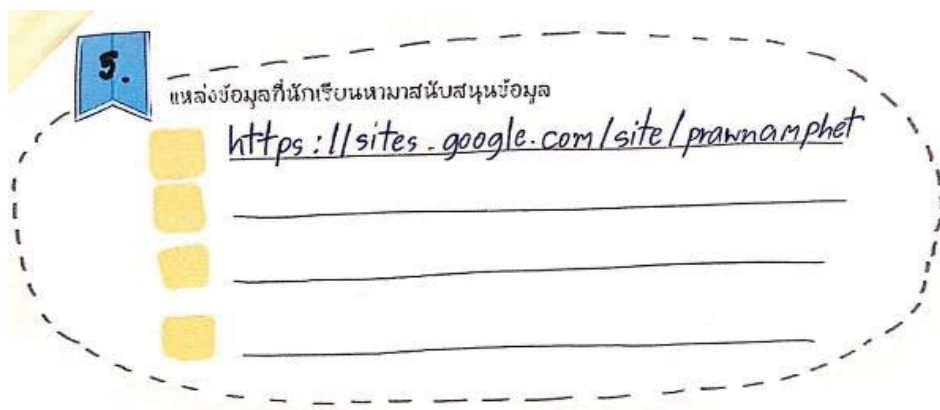 5.
แหล่งข้อมูลที่นักเรียนหามาสนับสนุนข้อมูล
https://sites.google.com/site/prawnamphet